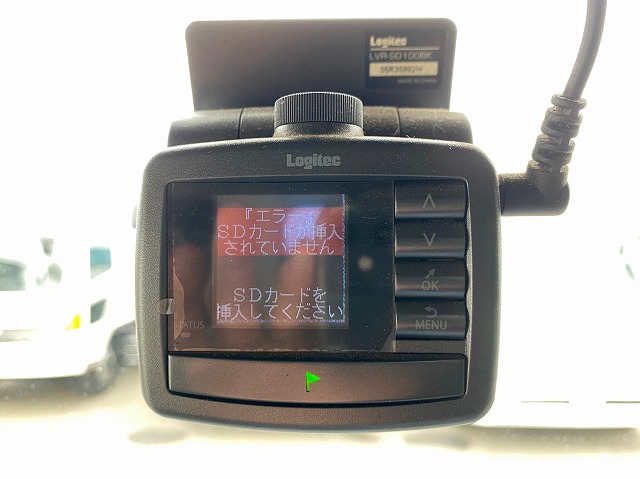 Logitec
LVR-SD100BK
Logitec
『エラー』
SDカードが挿入
されていません
SDカードを
挿入してください
OK
MENU